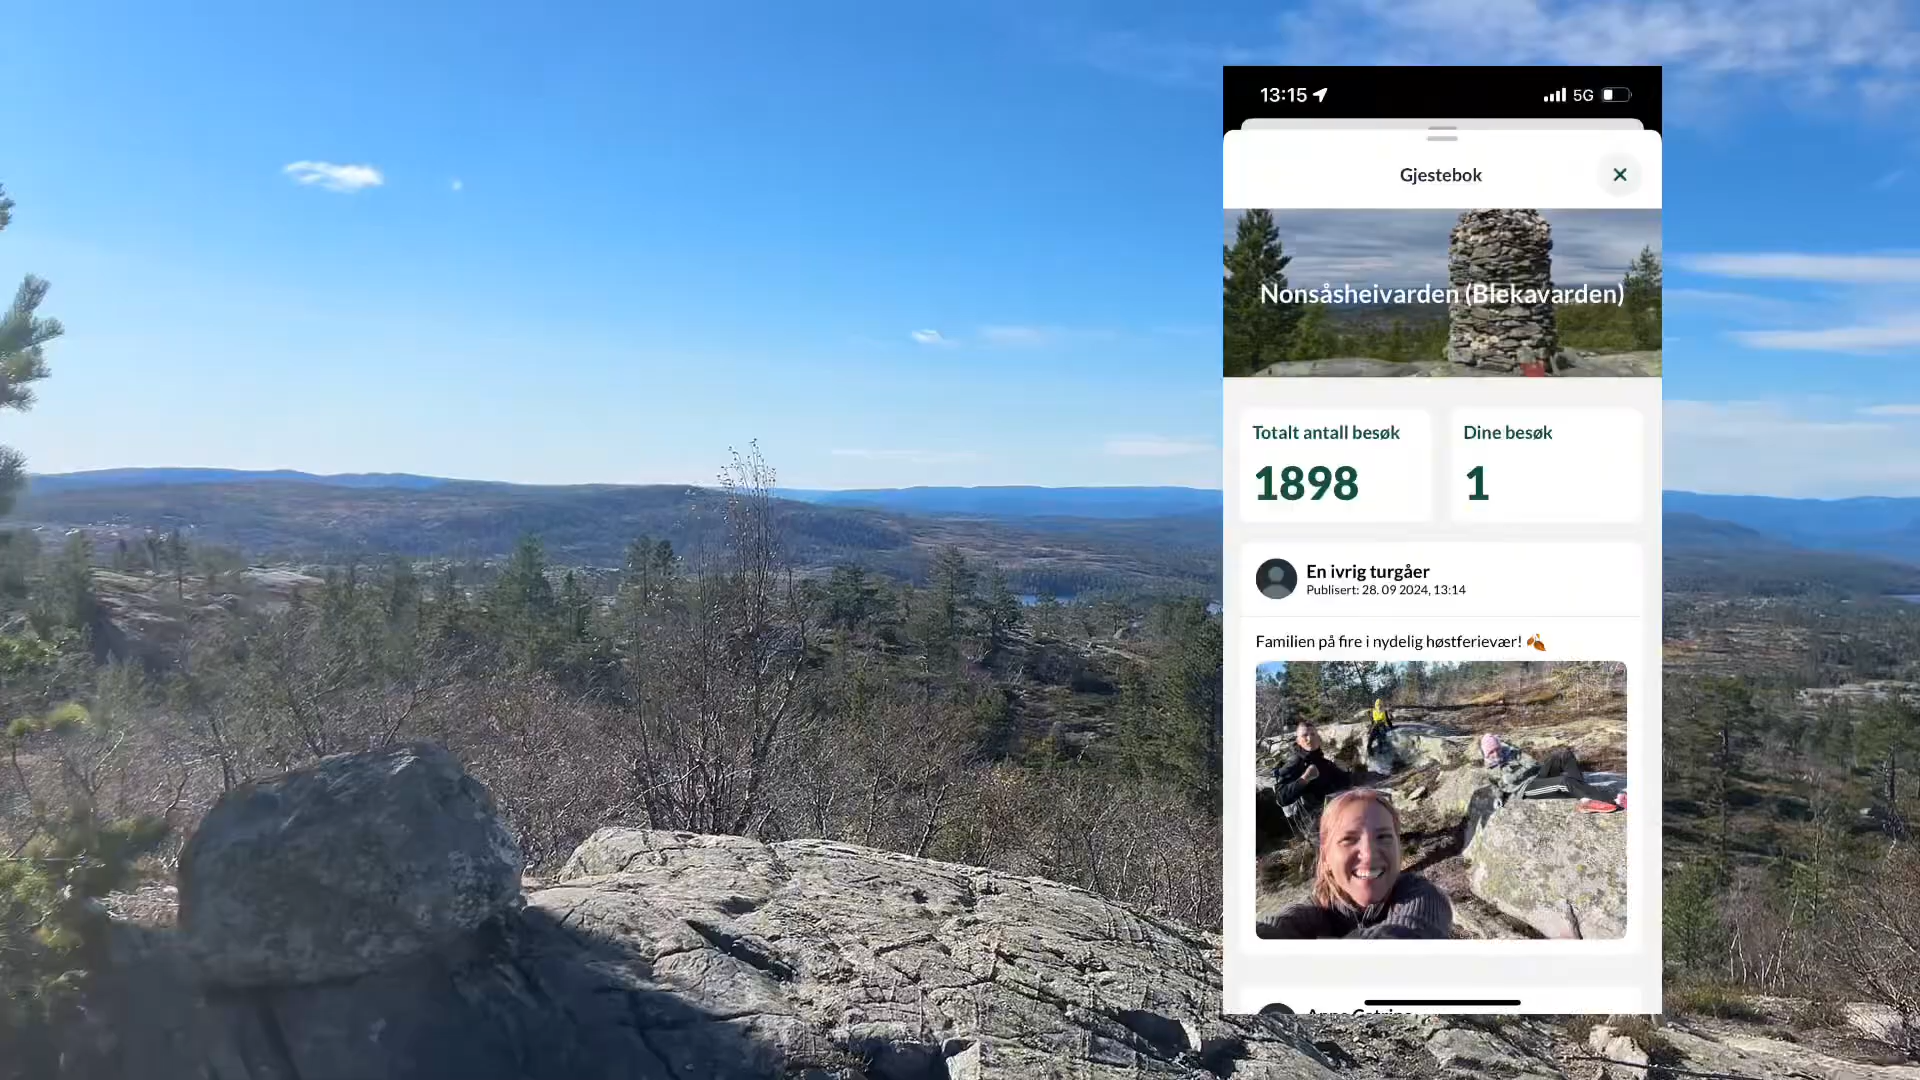 13:15
5G
Gjestebok
Nonsåsheivarden (Blekavarden)
Totalt antall besøk
Dine besøk
1898
1
En ivrig turgåer
Publisert: 28. 09 2024, 13:14
Familien på fire i nydelig høstferievær! 🍂